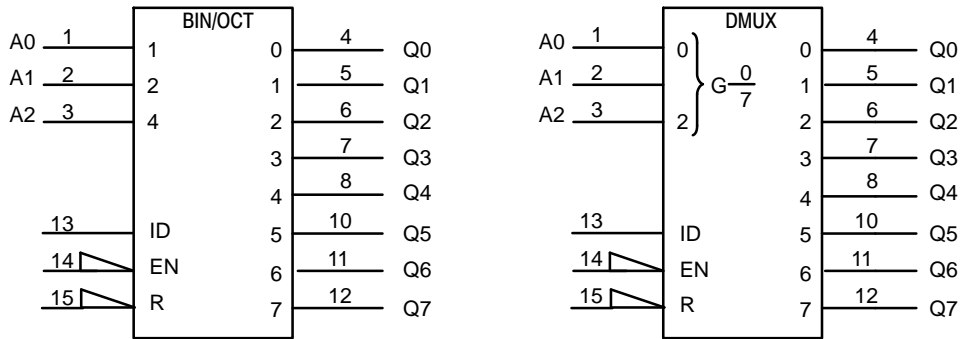 BIN/OCT
A0 1 1 0 4 Q0
A1 2 2 1 5 Q1
A2 3 4 2 6 Q2
3 7 Q3
4 8 Q4
13 ID 5 10 Q5
14 EN 6 11 Q6
15 R 7 12 Q7
DMUX
A0 1 0 0 4 Q0
A1 2 G 0/7 1 5 Q1
A2 3 2 2 6 Q2
3 7 Q3
4 8 Q4
13 ID 5 10 Q5
14 EN 6 11 Q6
15 R 7 12 Q7